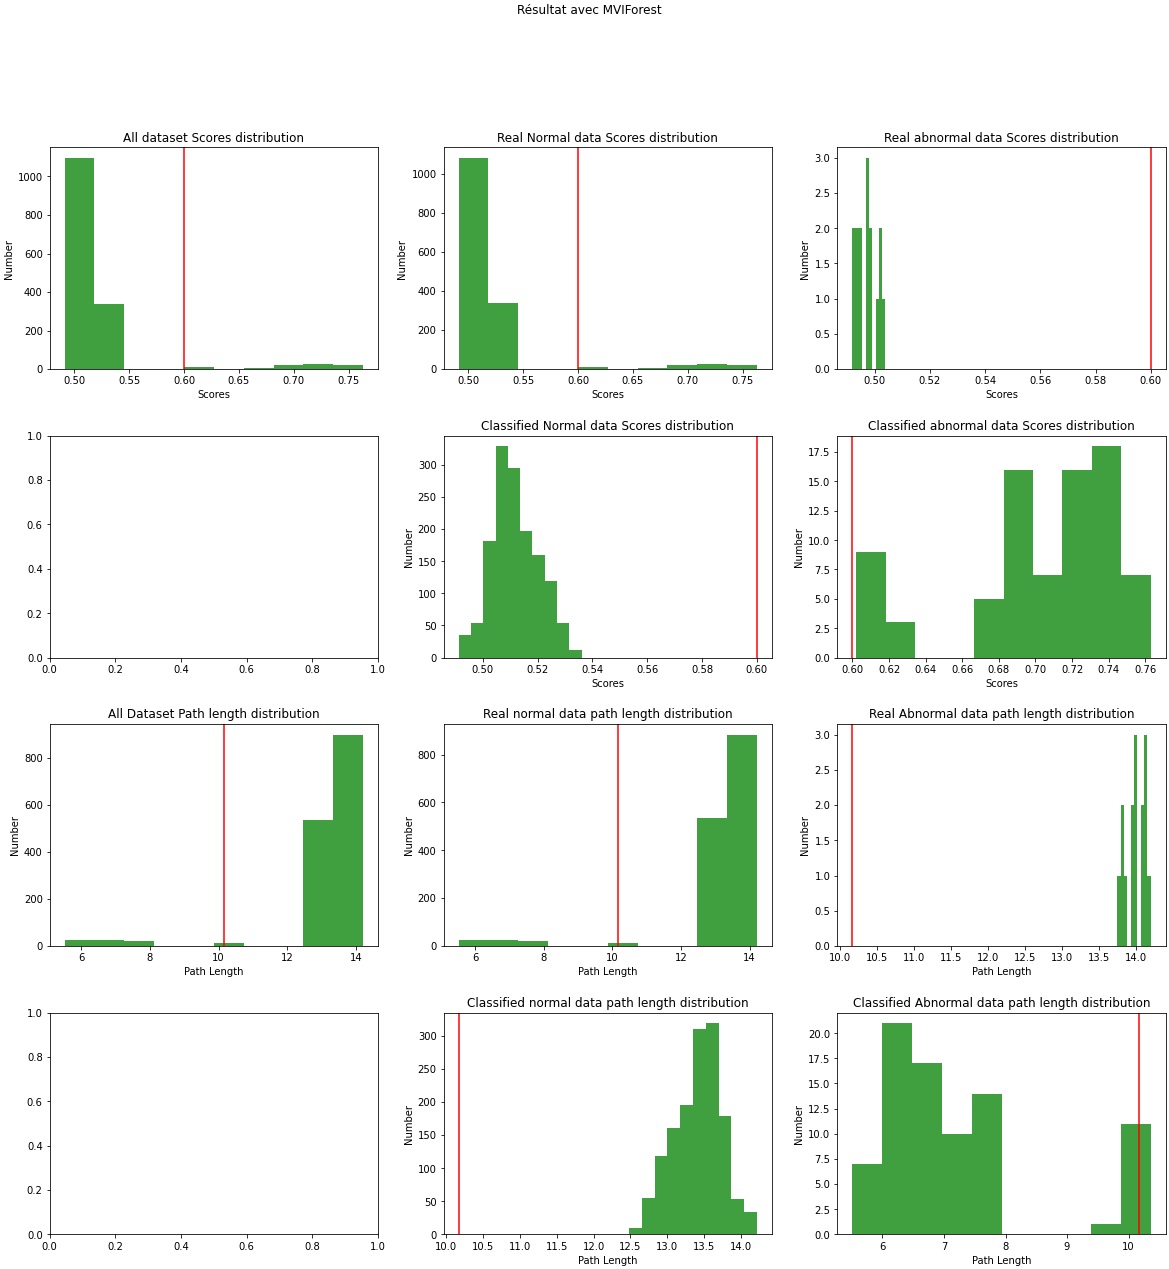 Résultat avec MVIForest
All dataset Scores distribution
Number
1000
800
600
400
200
0
0.50 0.55 0.60 0.65 0.70 0.75
Scores
Real Normal data Scores distribution
Number
1000
800
600
400
200
0
0.50 0.55 0.60 0.65 0.70 0.75
Scores
Real abnormal data Scores distribution
Number
3.0
2.5
2.0
1.5
1.0
0.5
0.0
0.50 0.52 0.54 0.56 0.58 0.60
Scores
1.0
0.8
0.6
0.4
0.2
0.0
0.0 0.2 0.4 0.6 0.8 1.0
Classified Normal data Scores distribution
Number
300
250
200
150
100
50
0
0.50 0.52 0.54 0.56 0.58 0.60
Scores
Classified abnormal data Scores distribution
Number
17.5
15.0
12.5
10.0
7.5
5.0
2.5
0.0
0.60 0.62 0.64 0.66 0.68 0.70 0.72 0.74 0.76
Scores
All Dataset Path length distribution
Number
800
600
400
200
0
6 8 10 12 14
Path Length
Real normal data path length distribution
Number
800
600
400
200
0
6 8 10 12 14
Path Length
Real Abnormal data path length distribution
Number
3.0
2.5
2.0
1.5
1.0
0.5
0.0
10.0 10.5 11.0 11.5 12.0 12.5 13.0 13.5 14.0
Path Length
1.0
0.8
0.6
0.4
0.2
0.0
0.0 0.2 0.4 0.6 0.8 1.0
Classified normal data path length distribution
Number
300
250
200
150
100
50
0
10.0 10.5 11.0 11.5 12.0 12.5 13.0 13.5 14.0
Path Length
Classified Abnormal data path length distribution
Number
20.0
17.5
15.0
12.5
10.0
7.5
5.0
2.5
0.0
6 7 8 9 10
Path Length